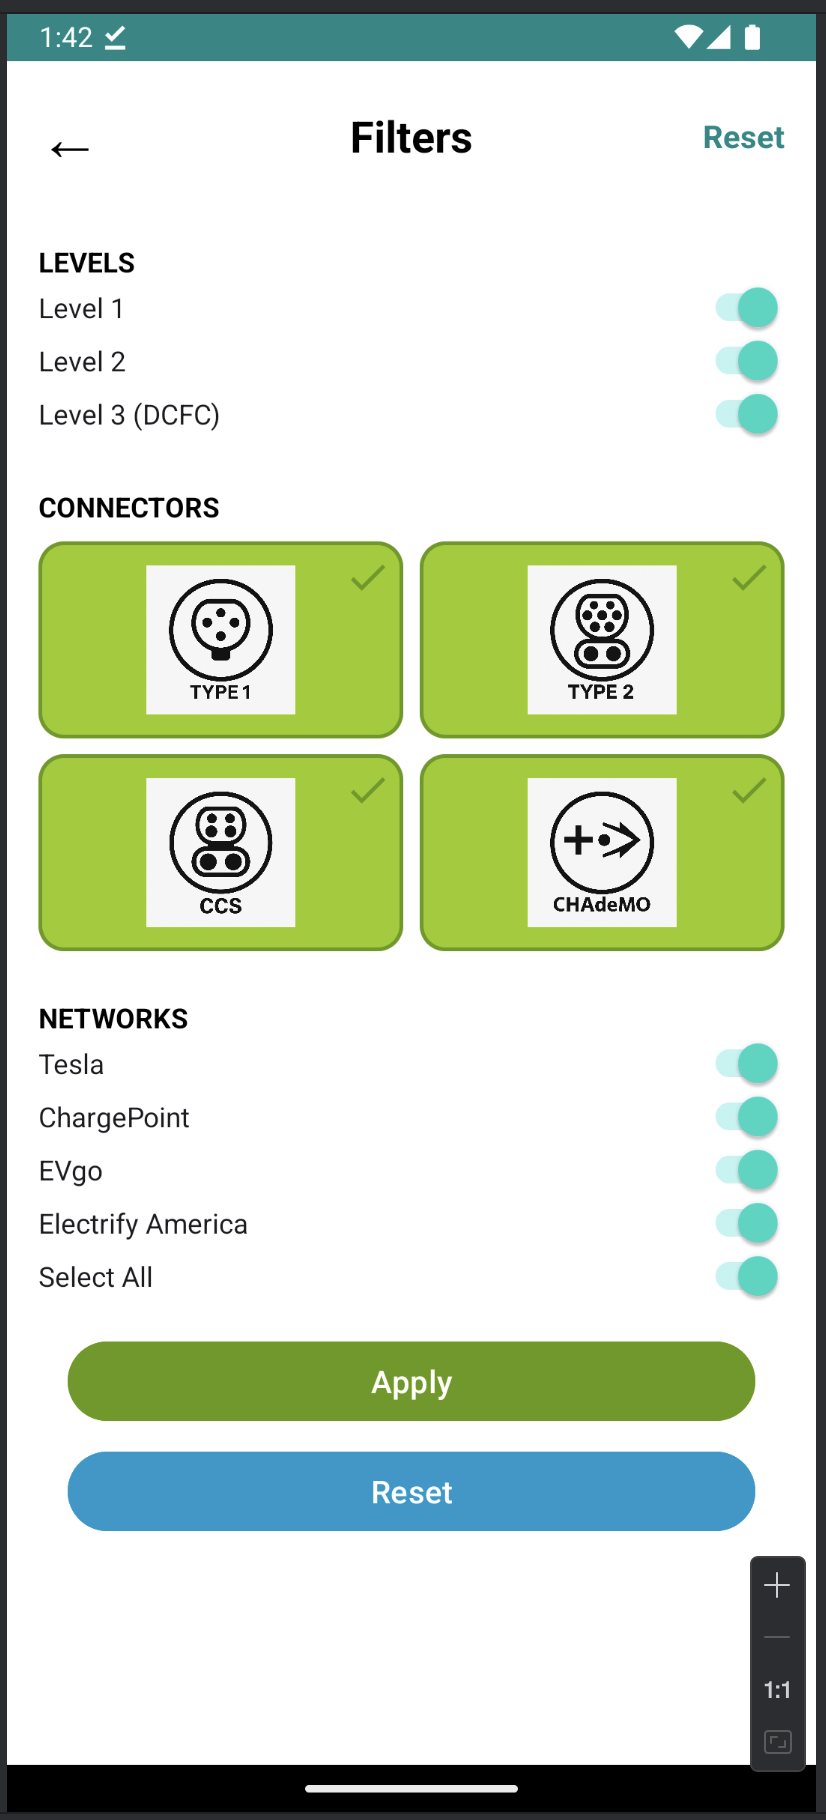 1:42
Filters
Reset
LEVELS
Level 1
Level 2
Level 3 (DCFC)
CONNECTORS
TYPE 1
TYPE 2
CCS
CHAdeMO
NETWORKS
Tesla
ChargePoint
EVgo
Electrify America
Select All
Apply
Reset
1:1